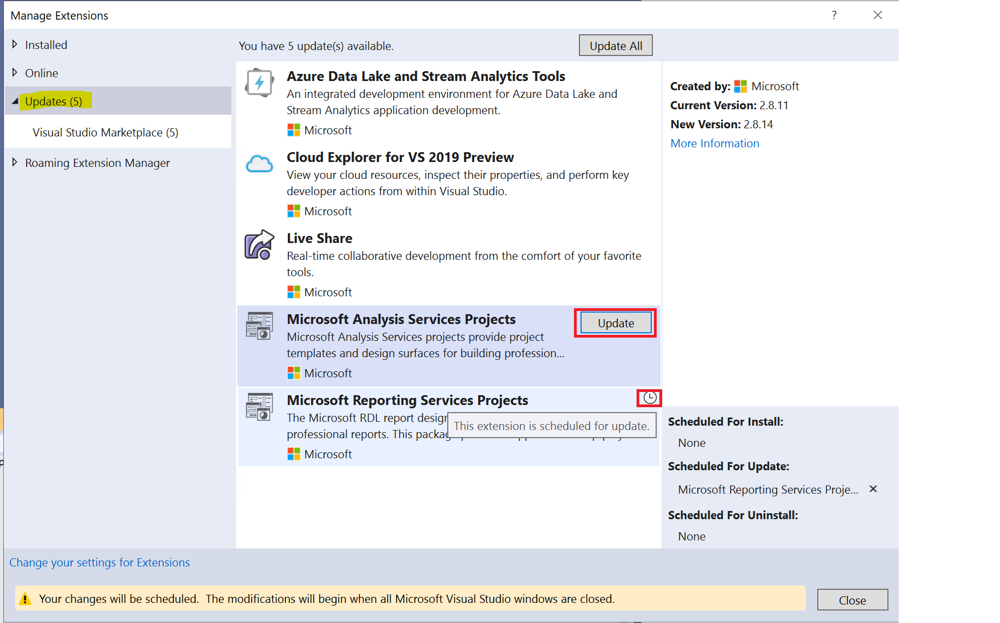 Manage Extensions
?
Installed
Online
Updates (5)
Visual Studio Marketplace (5)
Roaming Extension Manager
You have 5 update(s) available.
Update All
Azure Data Lake and Stream Analytics Tools
An integrated development environment for Azure Data Lake and
Stream Analytics application development.
Microsoft
Cloud Explorer for VS 2019 Preview
View your cloud resources, inspect their properties, and perform key
developer actions from within Visual Studio.
Microsoft
Live Share
Real-time collaborative development from the comfort of your favorite
tools.
Microsoft
Microsoft Analysis Services Projects
Update
Microsoft Analysis Services projects provide project
templates and design surfaces for building profession...
Microsoft
Microsoft Reporting Services Projects
The Microsoft RDL report
professional reports. This
This extension is scheduled for update.
Microsoft
Created by: Microsoft
Current Version: 2.8.11
New Version: 2.8.14
More Information
Scheduled For Install:
None
Scheduled For Update:
Microsoft Reporting Services Proje...
Scheduled For Uninstall:
None
Change your settings for Extensions
Your changes will be scheduled. The modifications will begin when all Microsoft Visual Studio windows are closed.
Close